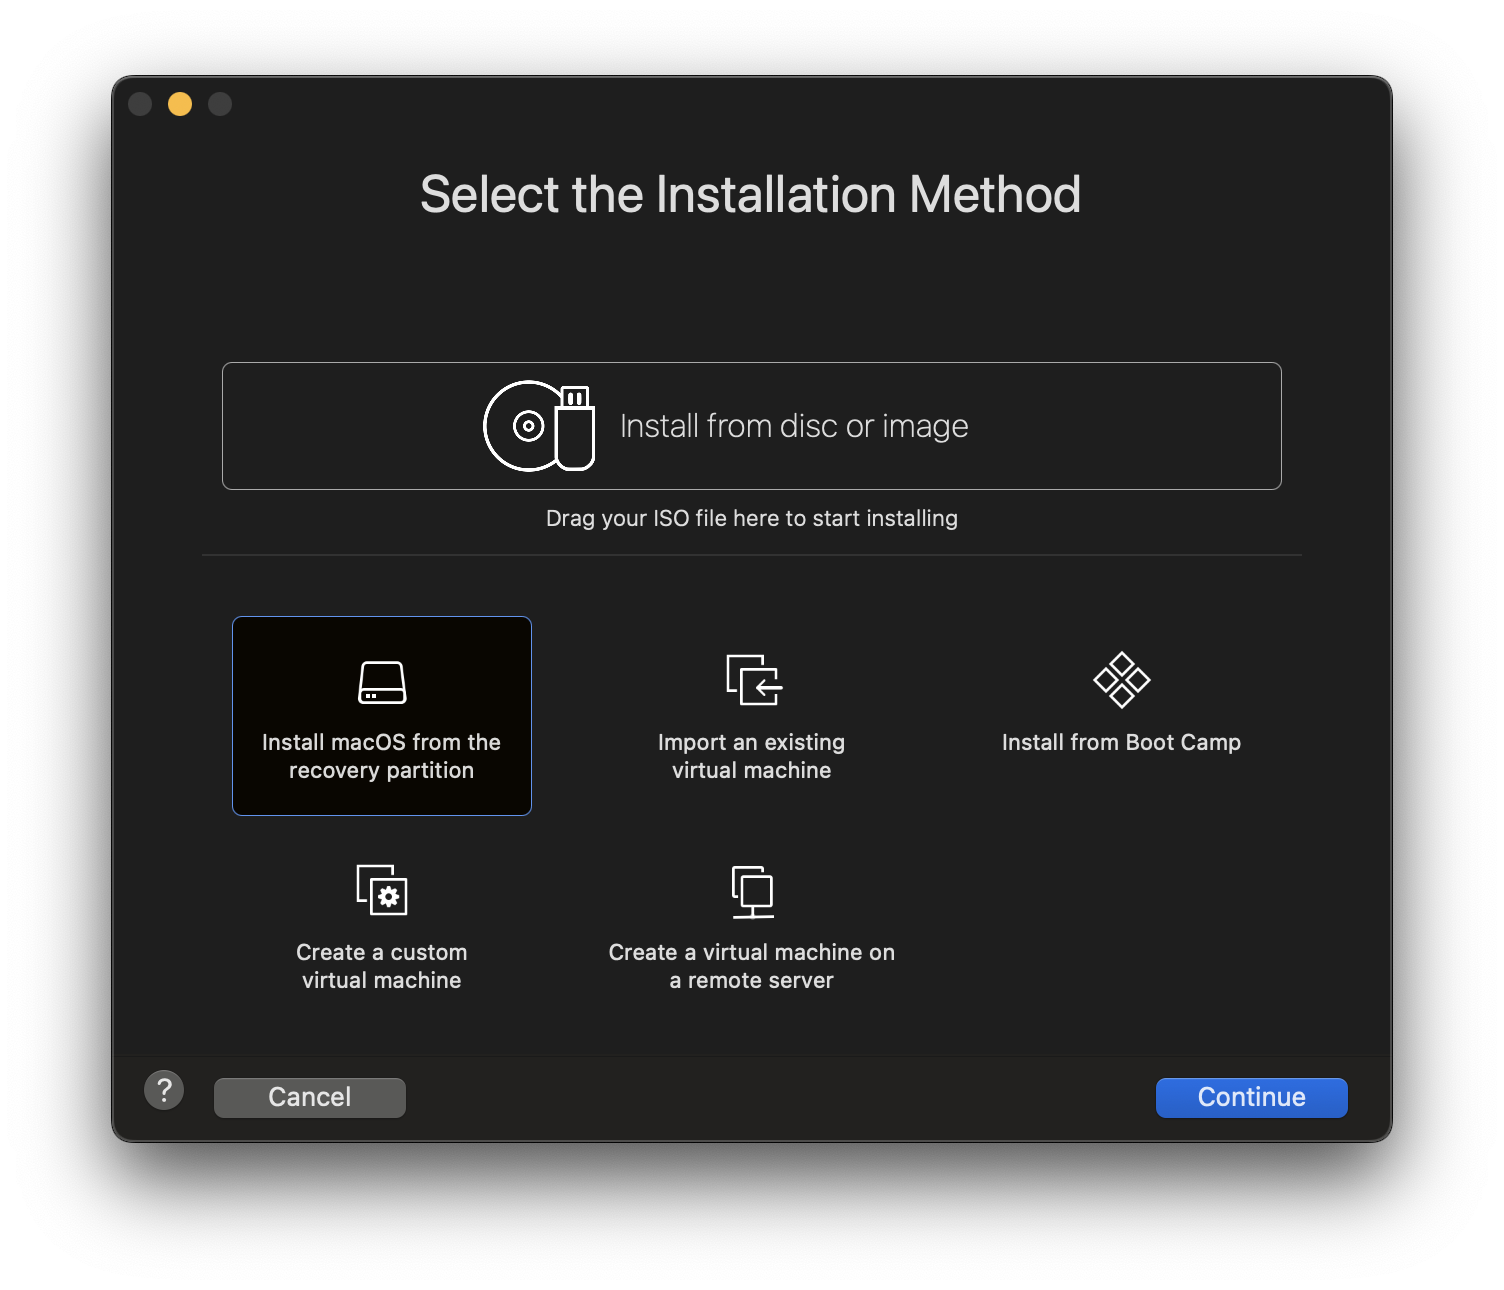 Select the Installation Method
Install from disc or image
Drag your ISO file here to start installing
Install macOS from the
recovery partition
Import an existing
virtual machine
Install from Boot Camp
Create a custom
virtual machine
Create a virtual machine on
a remote server
?
Cancel
Continue